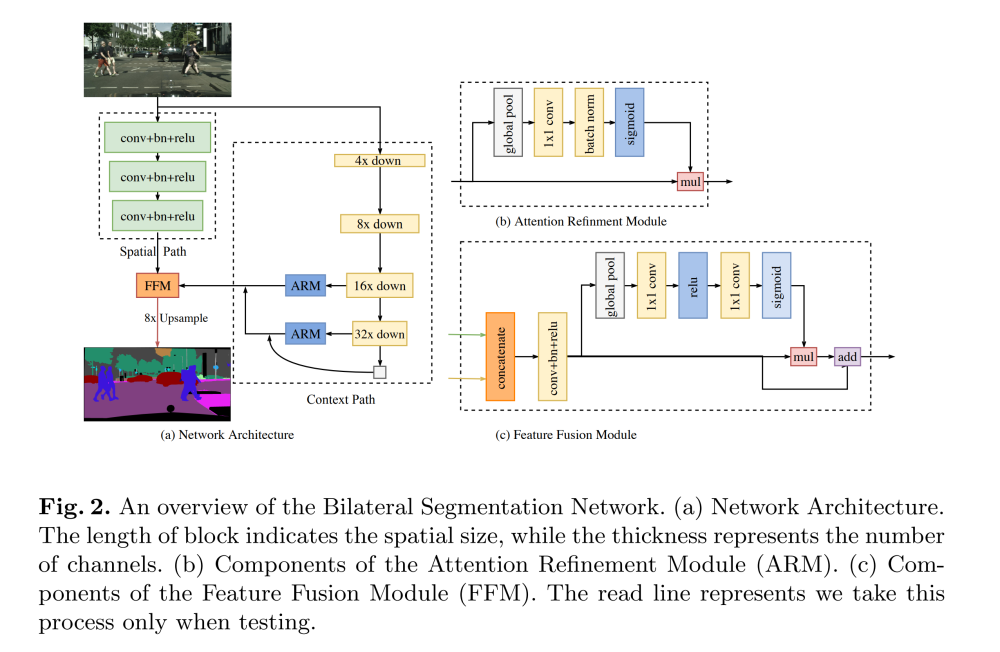 conv+bn+relu
conv+bn+relu
conv+bn+relu
Spatial Path
4x down
8x down
16x down
32x down
ARM
ARM
FFM
8x Upsample
Context Path
(a) Network Architecture
global pool
1x1 conv
batch norm
sigmoid
mul
(b) Attention Refinment Module
concatenate
conv+bn+relu
global pool
1x1 conv
relu
1x1 conv
sigmoid
mul
add
(c) Feature Fusion Module
Fig. 2. An overview of the Bilateral Segmentation Network. (a) Network Architecture.
The length of block indicates the spatial size, while the thickness represents the number
of channels. (b) Components of the Attention Refinement Module (ARM). (c) Com-
ponents of the Feature Fusion Module (FFM). The read line represents we take this
process only when testing.